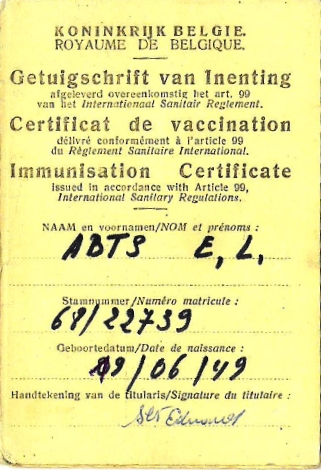 KONINKRIJK BELGIE.
ROYAUME DE BELGIQUE.
Getuigschrift van Inenting
afgeleverd overeenkomstig het art. 99
van het Internationaal Sanitair Reglement.
Certificat de vaccination
délivré conformément à l'article 99
du Règlement Sanitaire International.
Immunisation Certificate
issued in accordance with Article 99,
International Sanitary Regulations.
NAAM en voornamen/NOM et prénoms :
ABTS E, L,
Stamnummer/Numéro matricule :
68/22739
Geboortedatum/Date de naissance :
19/06/49
Handtekening van de titularis/Signature du titulaire :